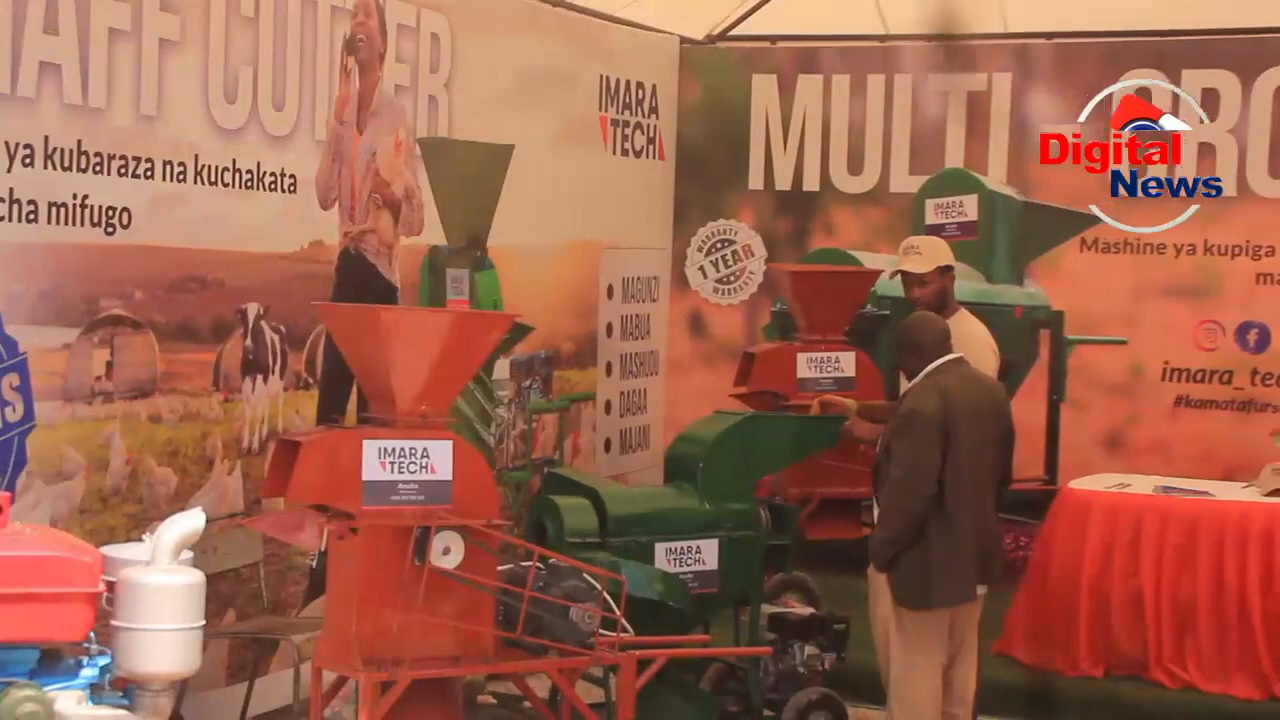 CUTTER
ya kubaraza na kuchakata
cha mifugo
IMARA
TECH
MULTI
Digital
News
Mashine ya kupiga
WARRANTY
1 YEAR
WARRANTY
MAGUNZI
MABUA
MASHUDU
DAGAA
MAJANI
IMARA
TECH
IMARA
TECH
IMARA
TECH
IMARA
TECH
imara_tec
#kamatafurs